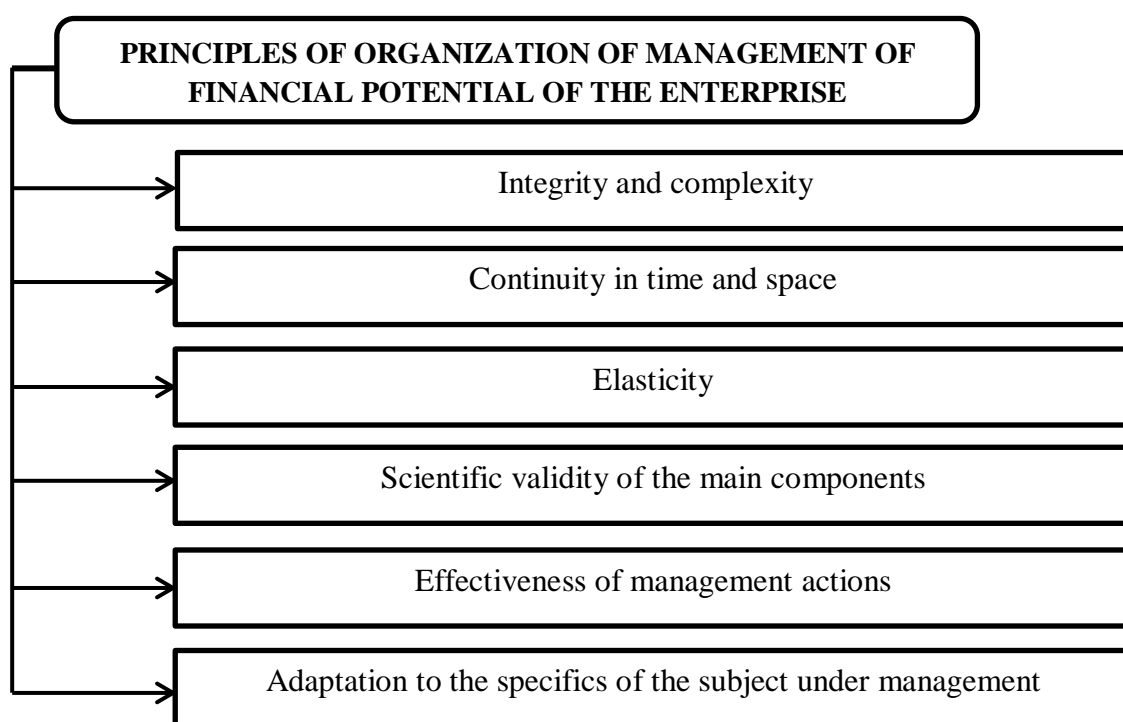 PRINCIPLES OF ORGANIZATION OF MANAGEMENT OF
FINANCIAL POTENTIAL OF THE ENTERPRISE
Integrity and complexity
Continuity in time and space
Elasticity
Scientific validity of the main components
Effectiveness of management actions
Adaptation to the specifics of the subject under management